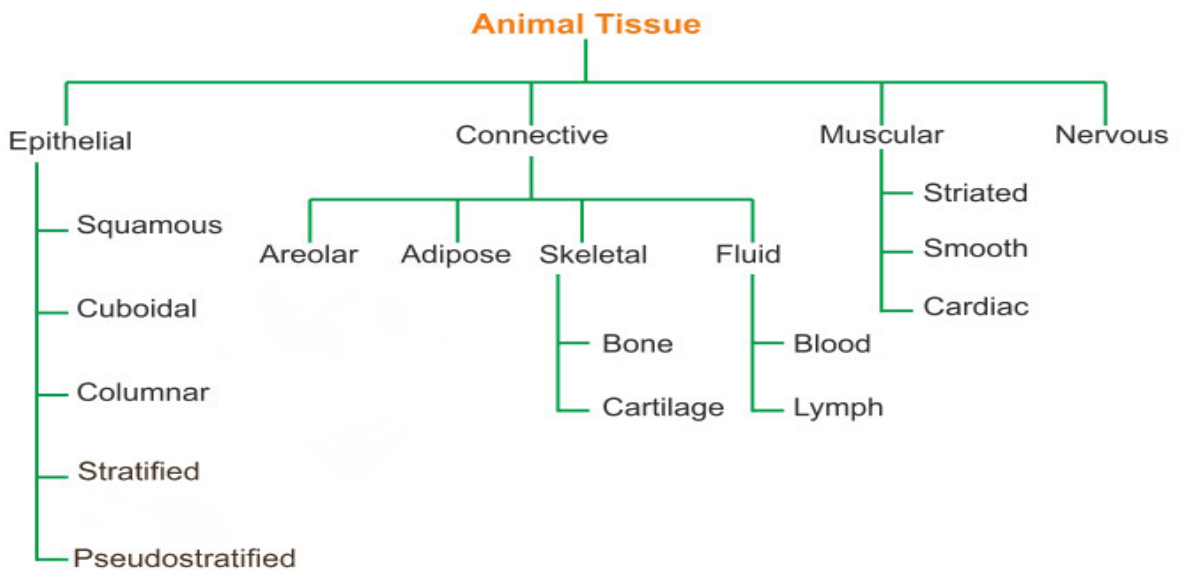 Animal Tissue
Epithelial
Connective
Muscular
Nervous
Squamous
Cuboidal
Columnar
Stratified
Pseudostratified
Areolar
Adipose
Skeletal
Fluid
Bone
Cartilage
Blood
Lymph
Striated
Smooth
Cardiac